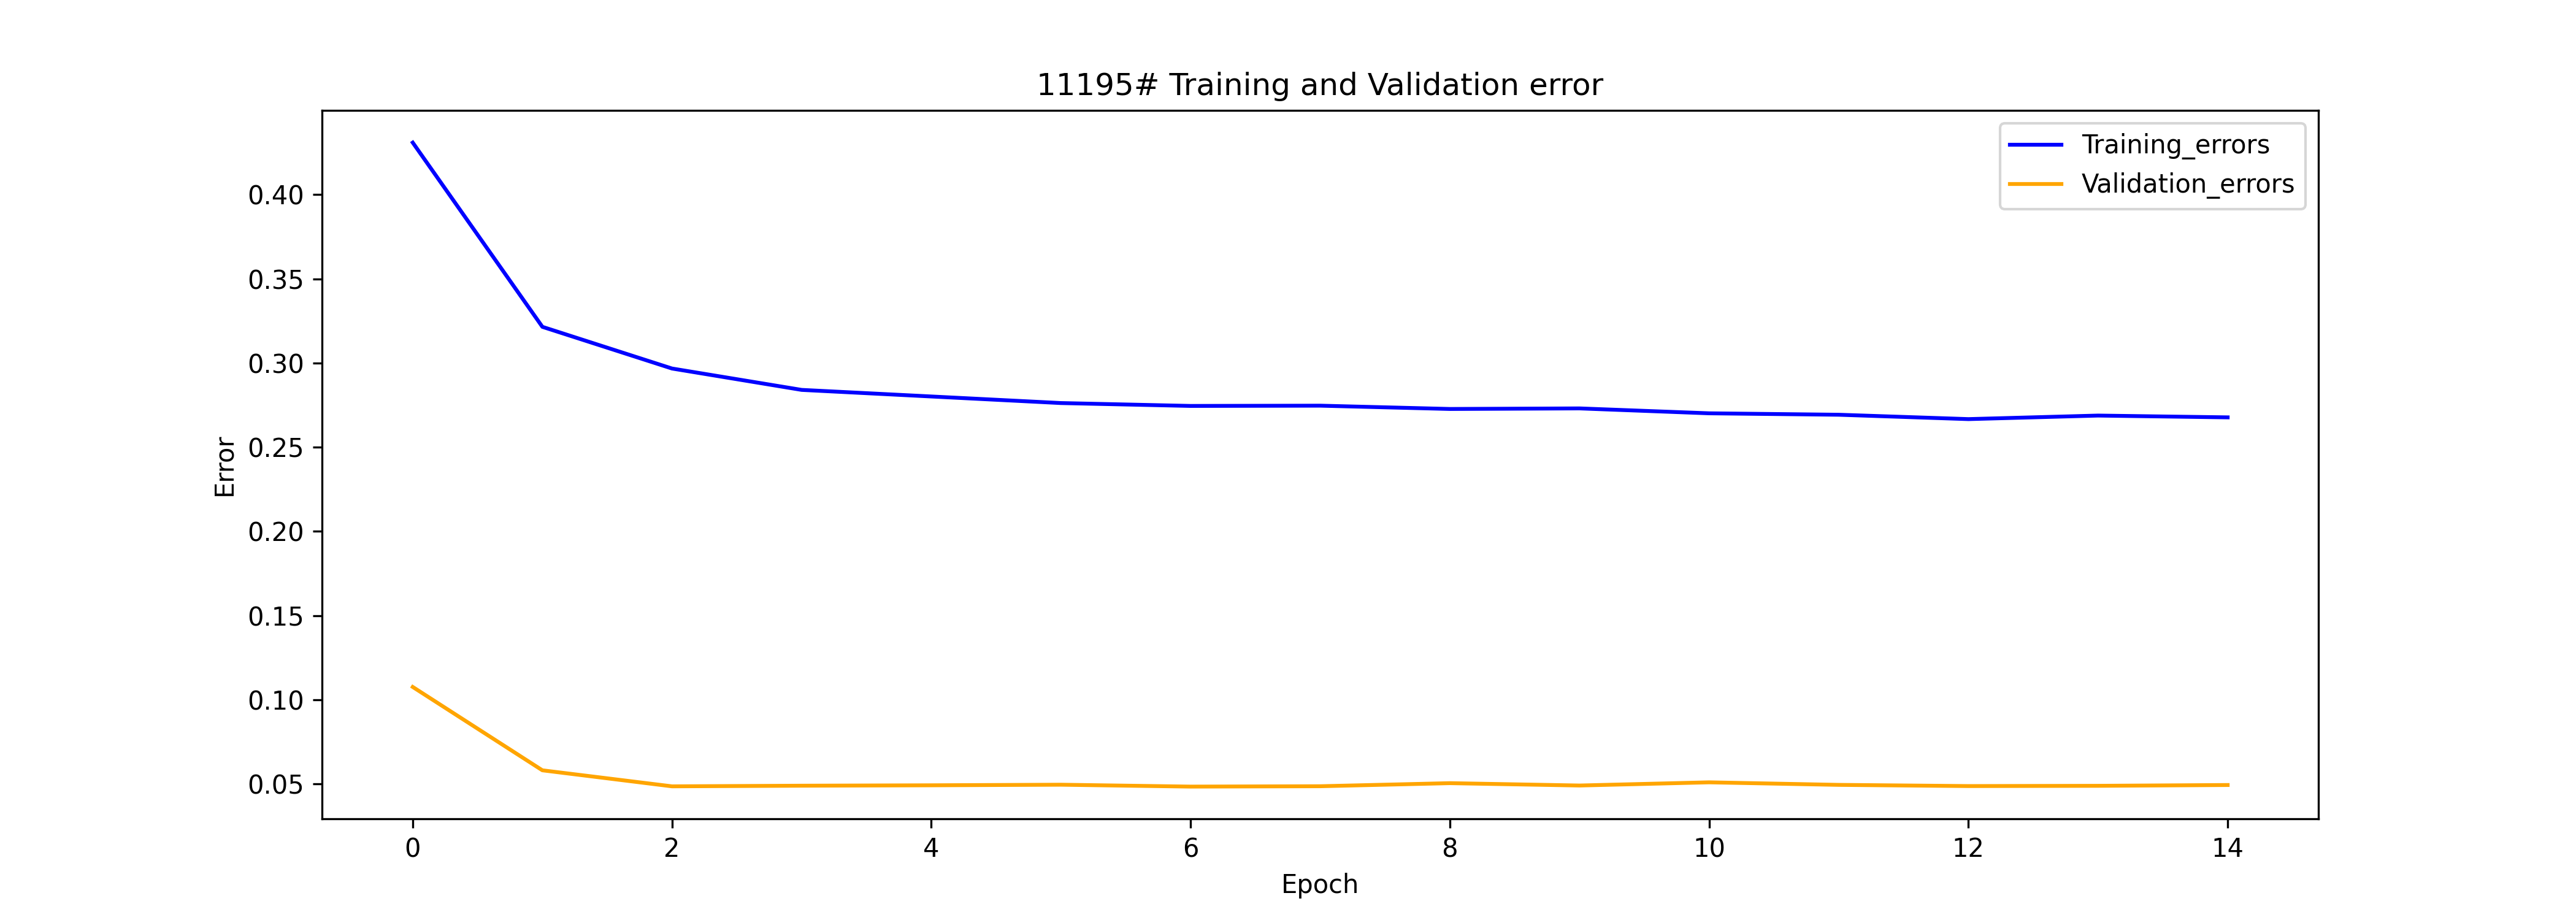 11195# Training and Validation error
Training_errors
Validation_errors
0.40
0.35
0.30
0.25
0.20
0.15
0.10
0.05
Error
0 2 4 6 8 10 12 14
Epoch